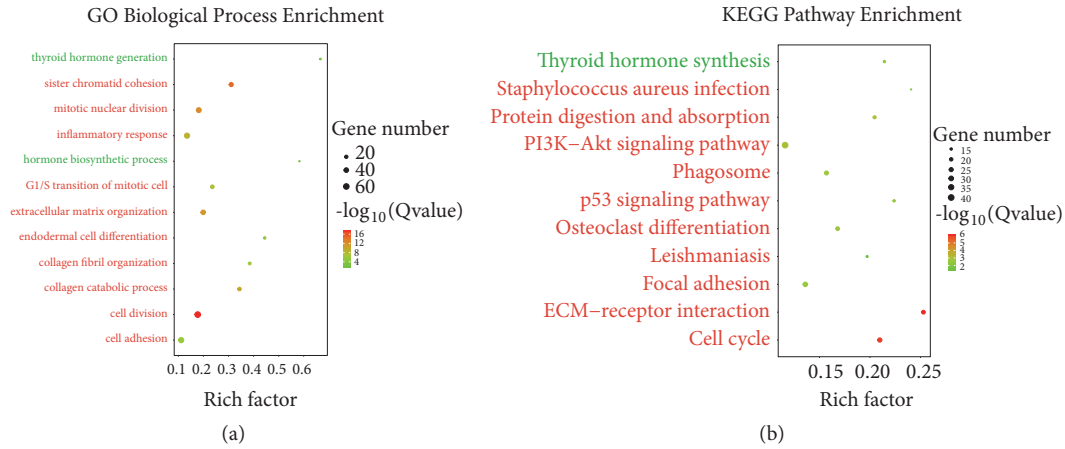 GO Biological Process Enrichment
thyroid hormone generation
sister chromatid cohesion
mitotic nuclear division
inflammatory response
hormone biosynthetic process
G1/S transition of mitotic cell
extracellular matrix organization
endodermal cell differentiation
collagen fibril organization
collagen catabolic process
cell division
cell adhesion
0.1 0.2 0.3 0.4 0.5 0.6
Rich factor
Gene number
20
40
60
-log10(Qvalue)
16
12
8
4
(a)
KEGG Pathway Enrichment
Thyroid hormone synthesis
Staphylococcus aureus infection
Protein digestion and absorption
PI3K−Akt signaling pathway
Phagosome
p53 signaling pathway
Osteoclast differentiation
Leishmaniasis
Focal adhesion
ECM−receptor interaction
Cell cycle
0.15 0.20 0.25
Rich factor
Gene number
15
20
25
30
35
40
-log10(Qvalue)
6
5
4
3
2
(b)